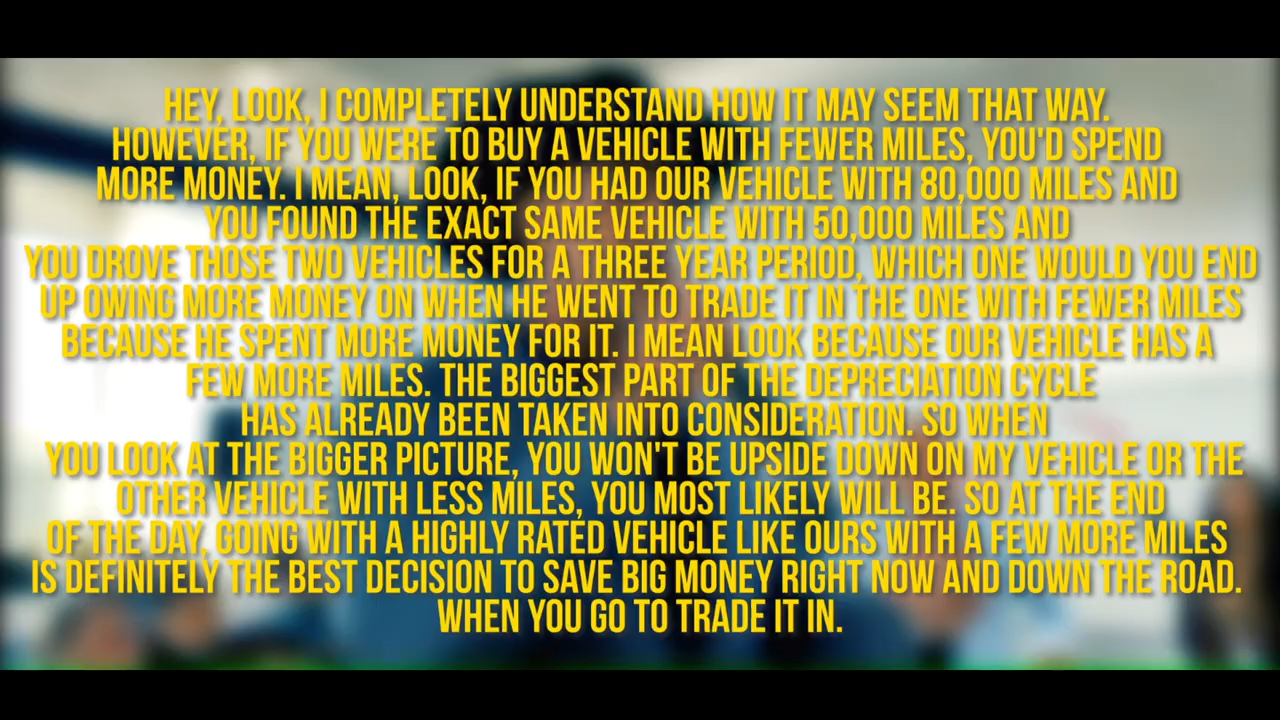 HEY, LOOK, I COMPLETELY UNDERSTAND HOW IT MAY SEEM THAT WAY.
HOWEVER, IF YOU WERE TO BUY A VEHICLE WITH FEWER MILES, YOU'D SPEND
MORE MONEY. I MEAN, LOOK, IF YOU HAD OUR VEHICLE WITH 80,000 MILES AND
YOU FOUND THE EXACT SAME VEHICLE WITH 50,000 MILES AND
YOU DROVE THOSE TWO VEHICLES FOR A THREE YEAR PERIOD, WHICH ONE WOULD YOU END
UP OWING MORE MONEY ON WHEN HE WENT TO TRADE IT IN THE ONE WITH FEWER MILES
BECAUSE HE SPENT MORE MONEY FOR IT. I MEAN LOOK BECAUSE OUR VEHICLE HAS A
FEW MORE MILES. THE BIGGEST PART OF THE DEPRECIATION CYCLE
HAS ALREADY BEEN TAKEN INTO CONSIDERATION. SO WHEN
YOU LOOK AT THE BIGGER PICTURE, YOU WON'T BE UPSIDE DOWN ON MY VEHICLE OR THE
OTHER VEHICLE WITH LESS MILES, YOU MOST LIKELY WILL BE. SO AT THE END
OF THE DAY, GOING WITH A HIGHLY RATED VEHICLE LIKE OURS WITH A FEW MORE MILES
IS DEFINITELY THE BEST DECISION TO SAVE BIG MONEY RIGHT NOW AND DOWN THE ROAD.
WHEN YOU GO TO TRADE IT IN.